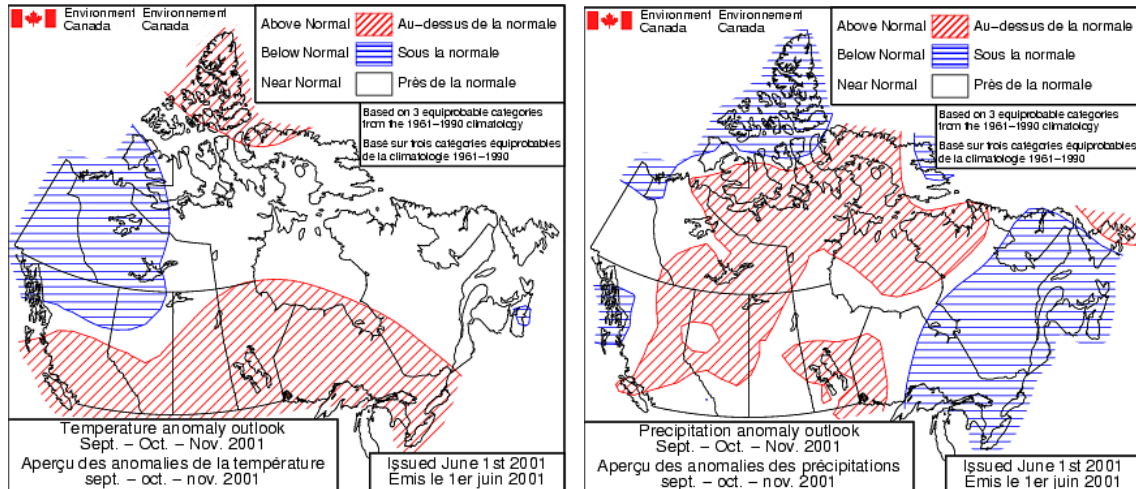 Environment Environnement
Canada Canada
Above Normal Au-dessus de la normale
Below Normal Sous la normale
Near Normal Près de la normale
Based on 3 equiprobable categories
from the 1961-1990 climatology
Basé sur trois catégories équiprobables
de la climatologie 1961-1990
Temperature anomaly outlook
Sept. - Oct. - Nov. 2001
Aperçu des anomalies de la température
sept. - oct. - nov. 2001
Issued June 1st 2001
Émis le 1er juin 2001
Environment Environnement
Canada Canada
Above Normal Au-dessus de la normale
Below Normal Sous la normale
Near Normal Près de la normale
Based on 3 equiprobable categories
from the 1961-1990 climatology
Basé sur trois catégories équiprobables
de la climatologie 1961-1990
Precipitation anomaly outlook
Sept. - Oct. - Nov. 2001
Aperçu des anomalies des précipitations
sept. - oct. - nov. 2001
Issued June 1st 2001
Émis le 1er juin 2001